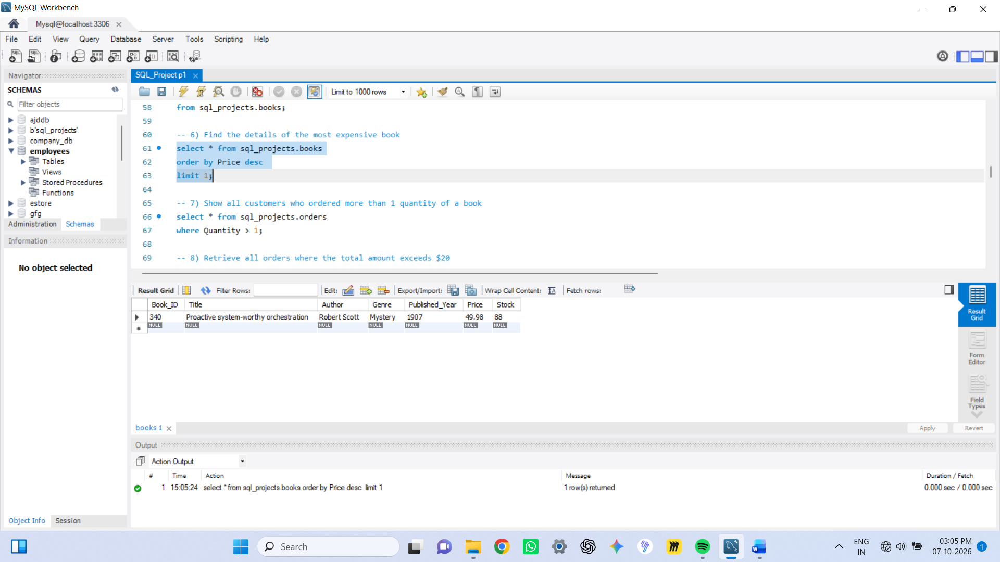 MySQL Workbench
Mysql@localhost:3306
File Edit View Query Database Server Tools Scripting Help
Navigator
SCHEMAS
Filter objects
ajddb
b'sql_projects'
company_db
employees
Tables
Views
Stored Procedures
Functions
estore
gfg
Administration Schemas
Information
No object selected
Object Info Session
SQL_Project p1
Limit to 1000 rows
58 from sql_projects.books;
59
60 -- 6) Find the details of the most expensive book
61 select * from sql_projects.books
62 order by Price desc
63 limit 1;
64
65 -- 7) Show all customers who ordered more than 1 quantity of a book
66 select * from sql_projects.orders
67 where Quantity > 1;
68
69 -- 8) Retrieve all orders where the total amount exceeds $20
Result Grid Filter Rows: Edit: Export/Import: Wrap Cell Content: Fetch rows:
Book_ID Title Author Genre Published_Year Price Stock
340 Proactive system-worthy orchestration Robert Scott Mystery 1907 49.98 88
NULL NULL NULL NULL NULL NULL NULL
Result
Grid
Form
Editor
Field
Types
books 1
Apply Revert
Output
Action Output
# Time Action Message Duration / Fetch
1 15:05:24 select * from sql_projects.books order by Price desc limit 1 1 row(s) returned 0.000 sec / 0.000 sec
Search
ENG
IN
03:05 PM
07-10-2026
1